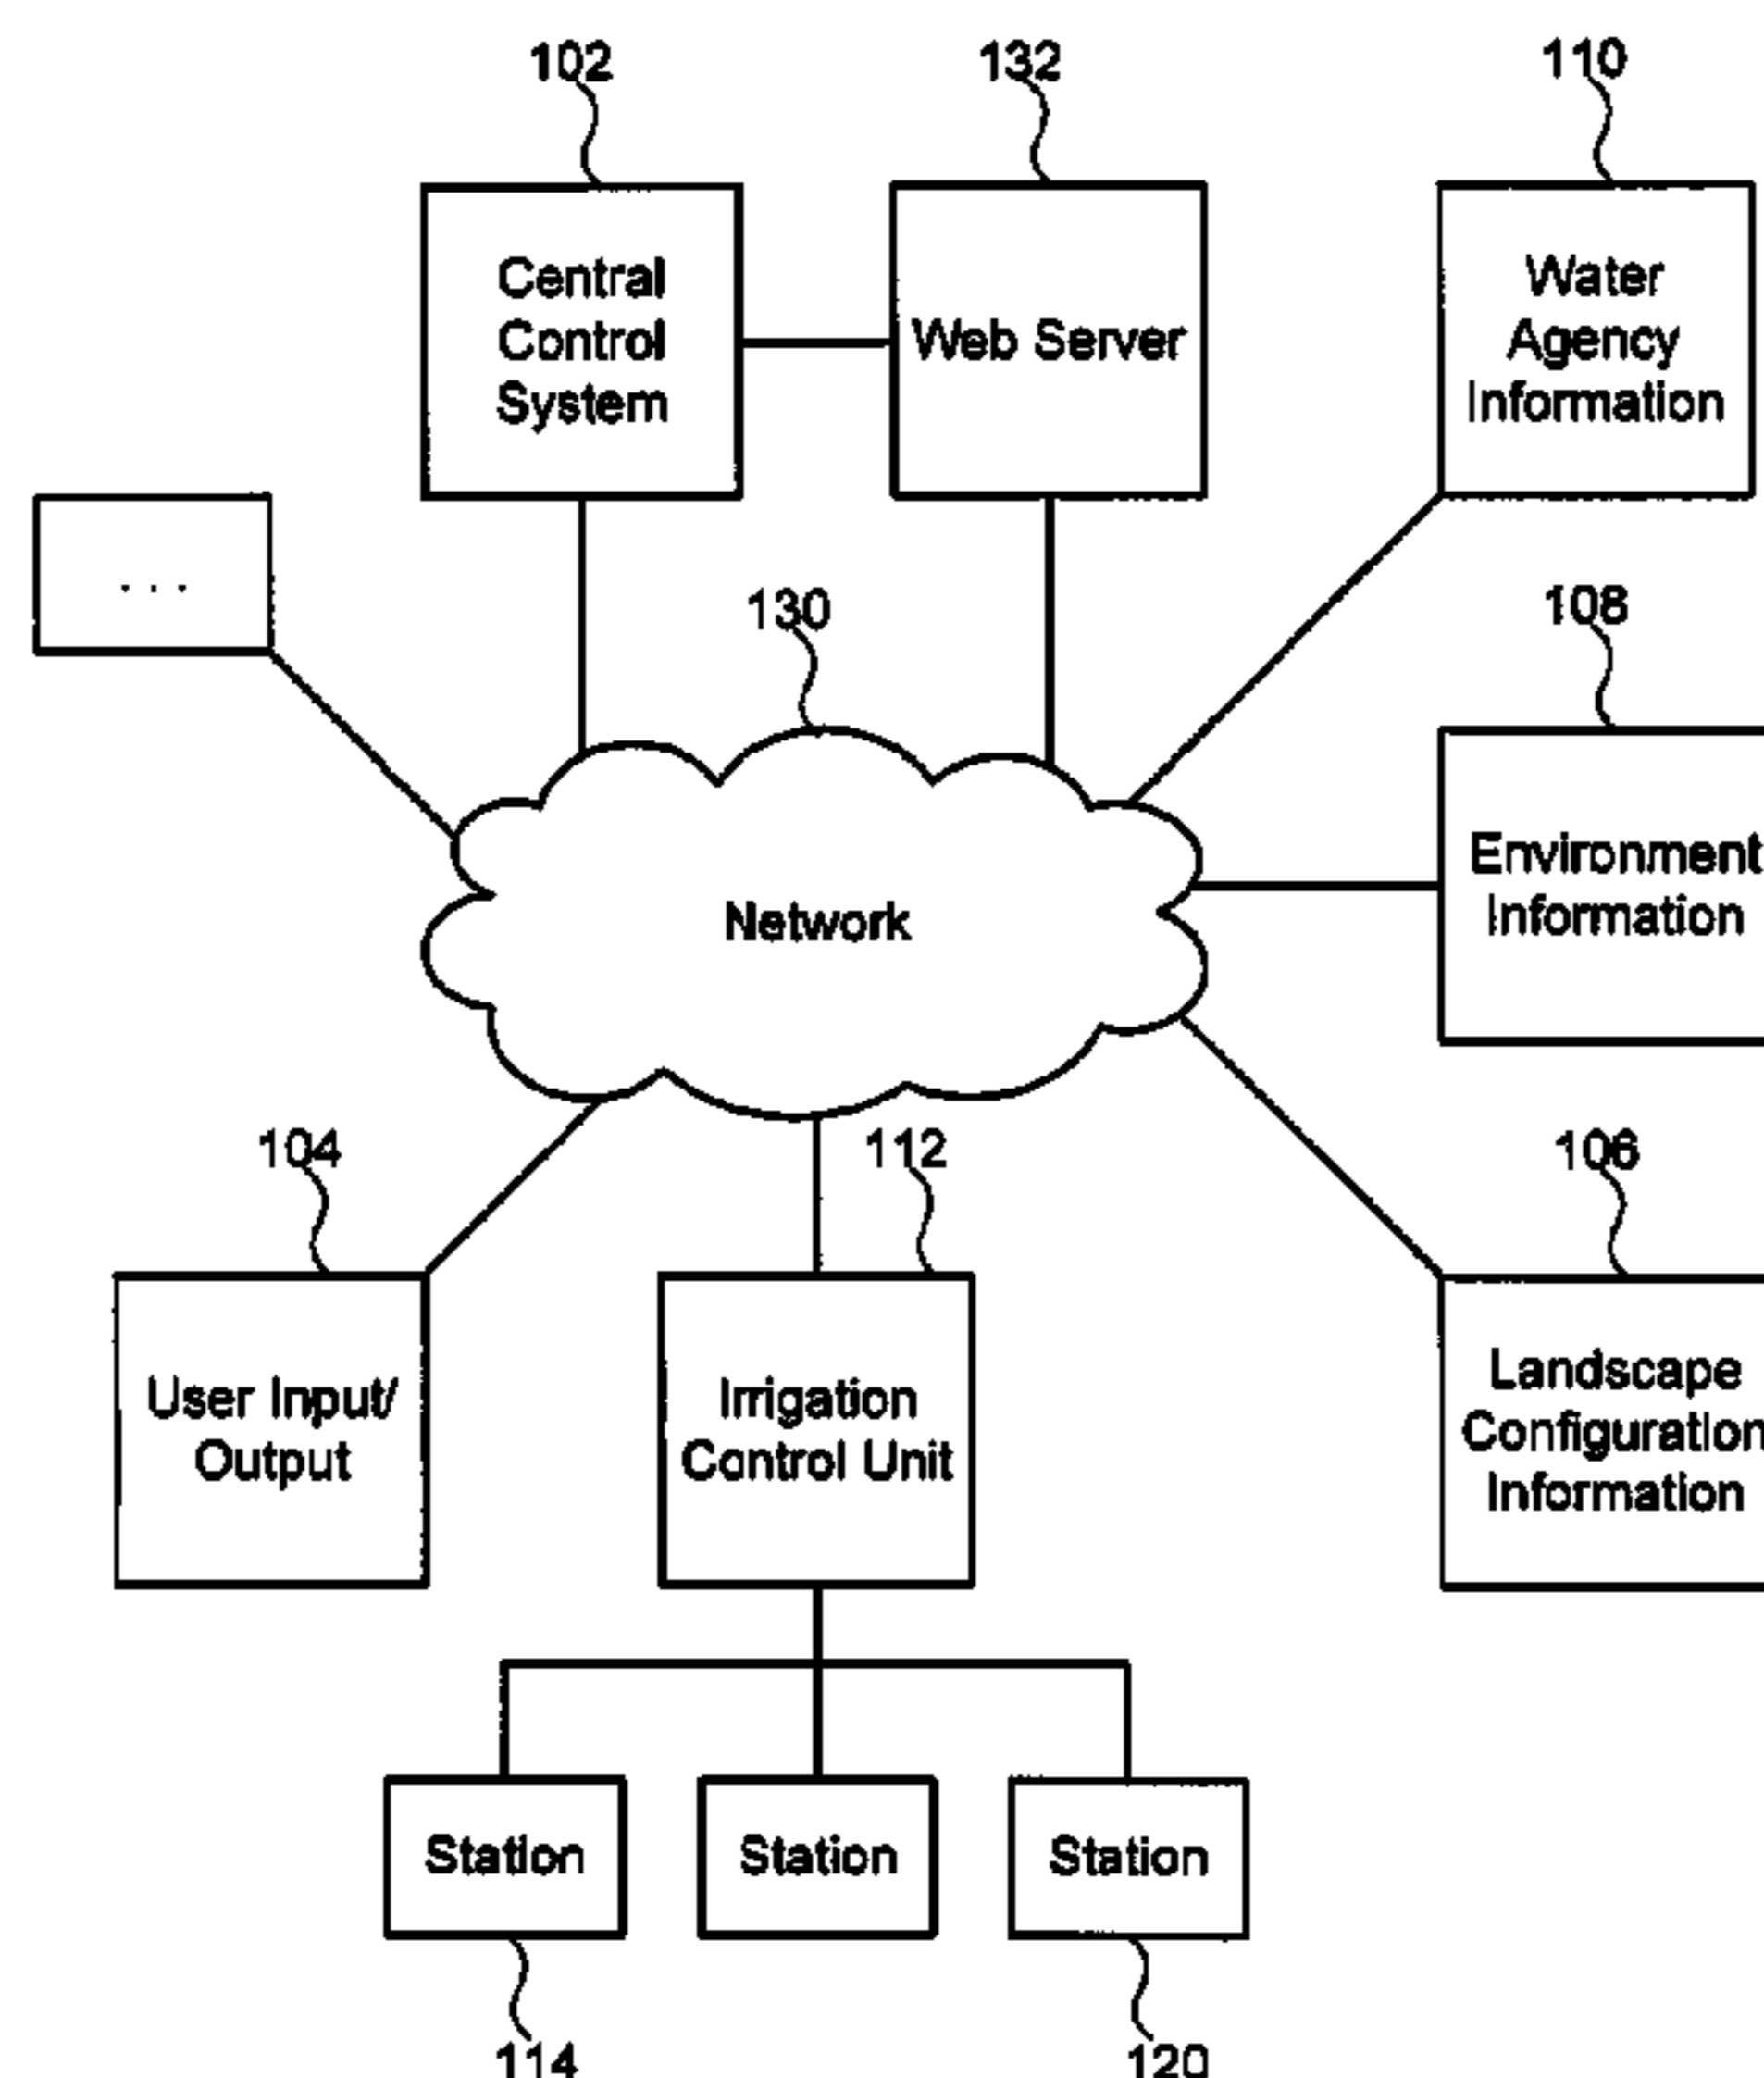 102
132
110
Central
Control
System
Web Server
Water
Agency
Information
. . .
130
108
Network
Environment
Information
104
112
106
User Input/
Output
Irrigation
Control Unit
Landscape
Configuration
Information
Station
Station
Station
114
120